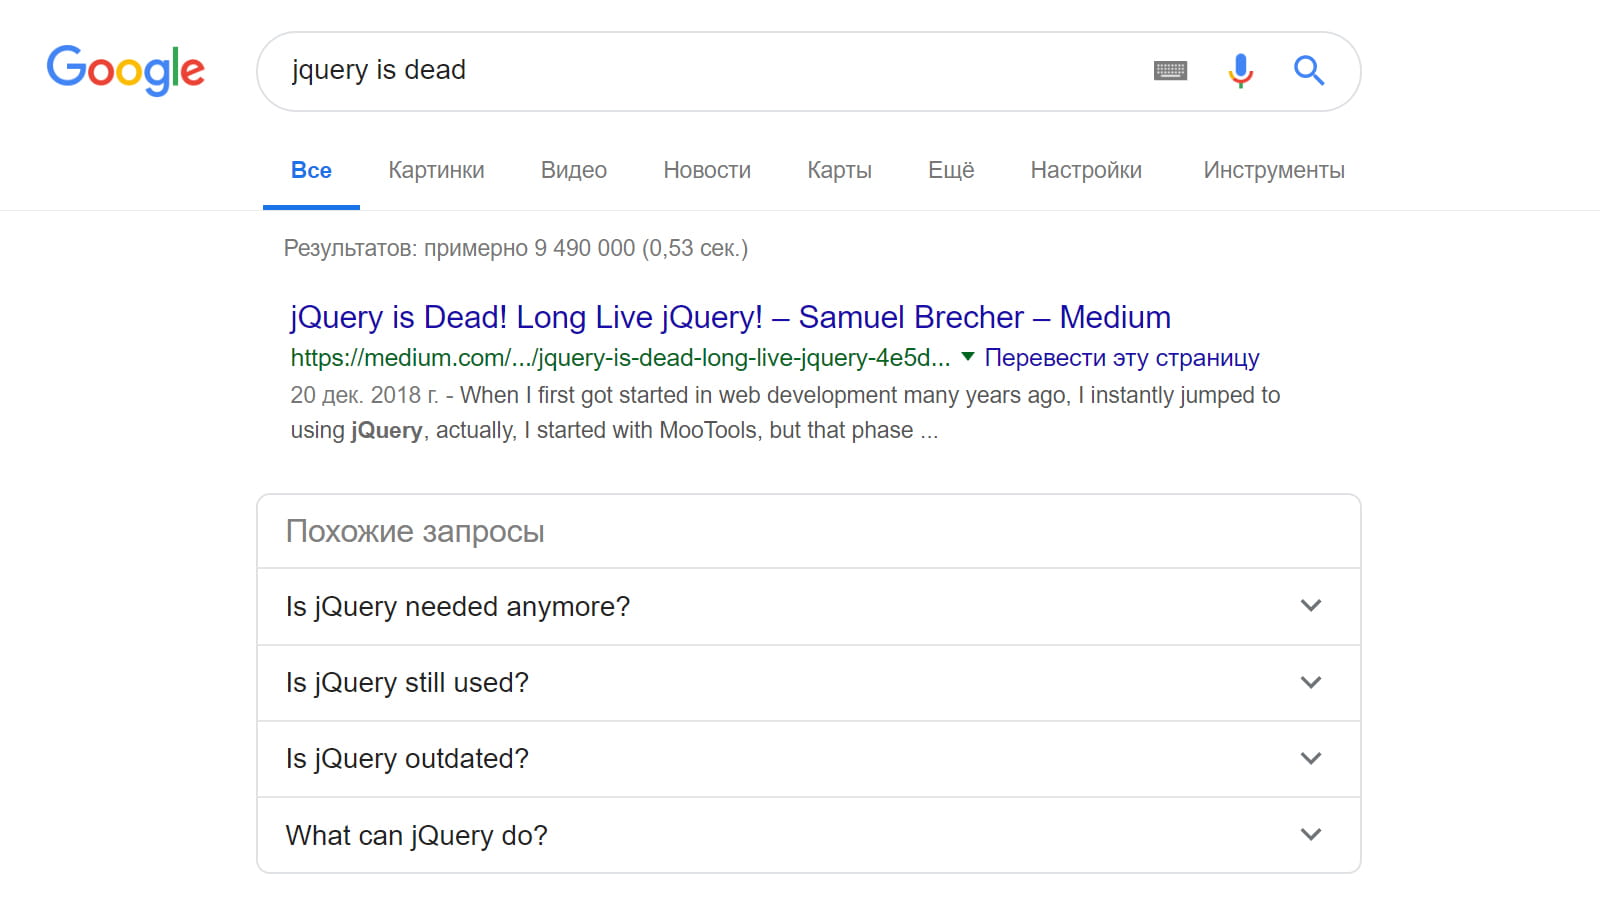 Google
jquery is dead
Все Картинки Видео Новости Карты Ещё Настройки Инструменты
Результатов: примерно 9 490 000 (0,53 сек.)
jQuery is Dead! Long Live jQuery! – Samuel Brecher – Medium
https://medium.com/.../jquery-is-dead-long-live-jquery-4e5d... Перевести эту страницу
20 дек. 2018 г. - When I first got started in web development many years ago, I instantly jumped to
using jQuery, actually, I started with MooTools, but that phase ...
Похожие запросы
Is jQuery needed anymore?
Is jQuery still used?
Is jQuery outdated?
What can jQuery do?